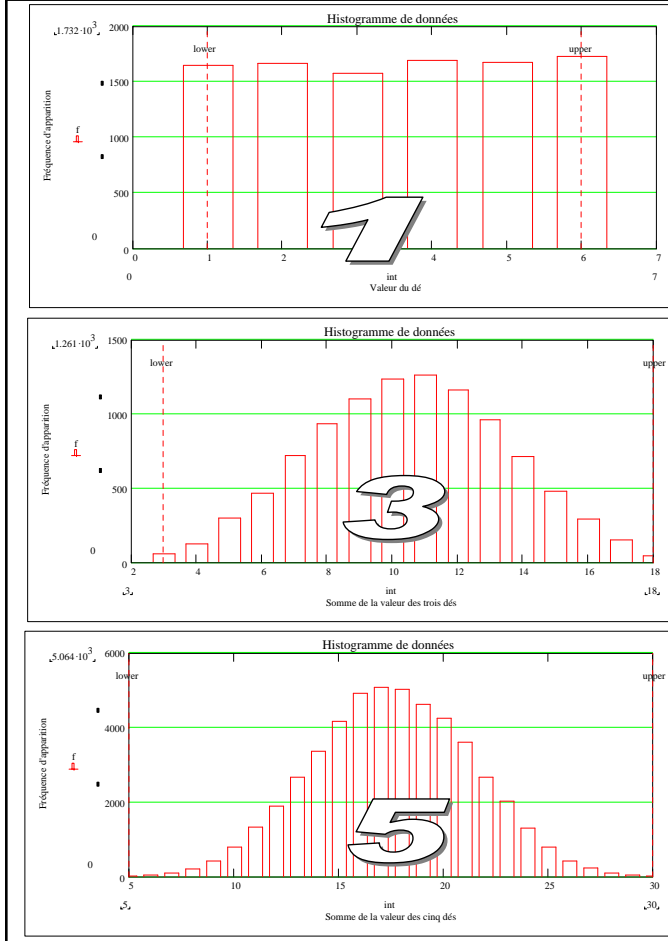 Histogramme de données
1.732·10³
2000
1500
1000
500
0
0
lower
upper
f
Fréquence d'apparition
1
0 1 2 3 4 5 6 7
0 int 7
Valeur du dé
Histogramme de données
1.261·10³
1500
1000
500
0
0
lower
upper
f
Fréquence d'apparition
3
2 4 6 8 10 12 14 16 18
3 int 18
Somme de la valeur des trois dés
Histogramme de données
5.064·10³
6000
4000
2000
0
0
lower
upper
f
Fréquence d'apparition
5
5 10 15 20 25 30
5 int 30
Somme de la valeur des cinq dés